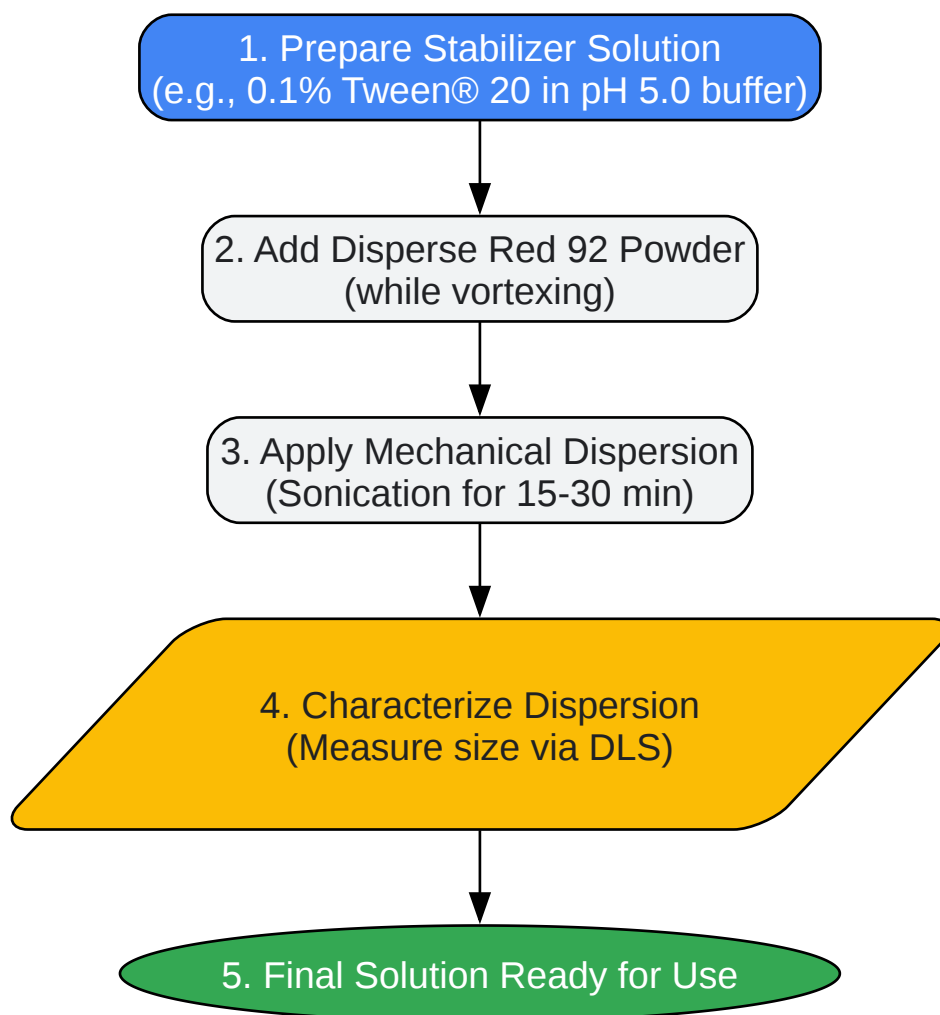 1. Prepare Stabilizer Solution
(e.g., 0.1% Tween® 20 in pH 5.0 buffer)
2. Add Disperse Red 92 Powder
(while vortexing)
3. Apply Mechanical Dispersion
(Sonication for 15-30 min)
4. Characterize Dispersion
(Measure size via DLS)
5. Final Solution Ready for Use